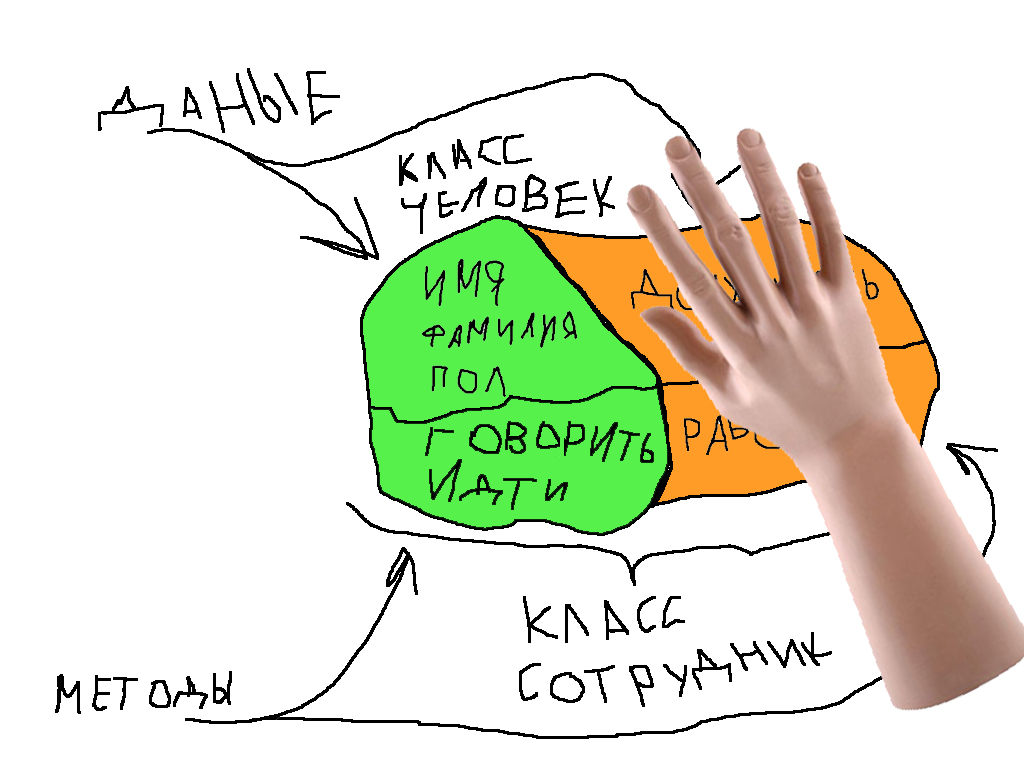 ДАНЫЕ
КЛАСС
ЧЕЛОВЕК
ИМЯ
ФАМИЛИЯ
ПОЛ
ГОВОРИТЬ
ИДТИ
КЛАСС
СОТРУДНИК
МЕТОДЫ